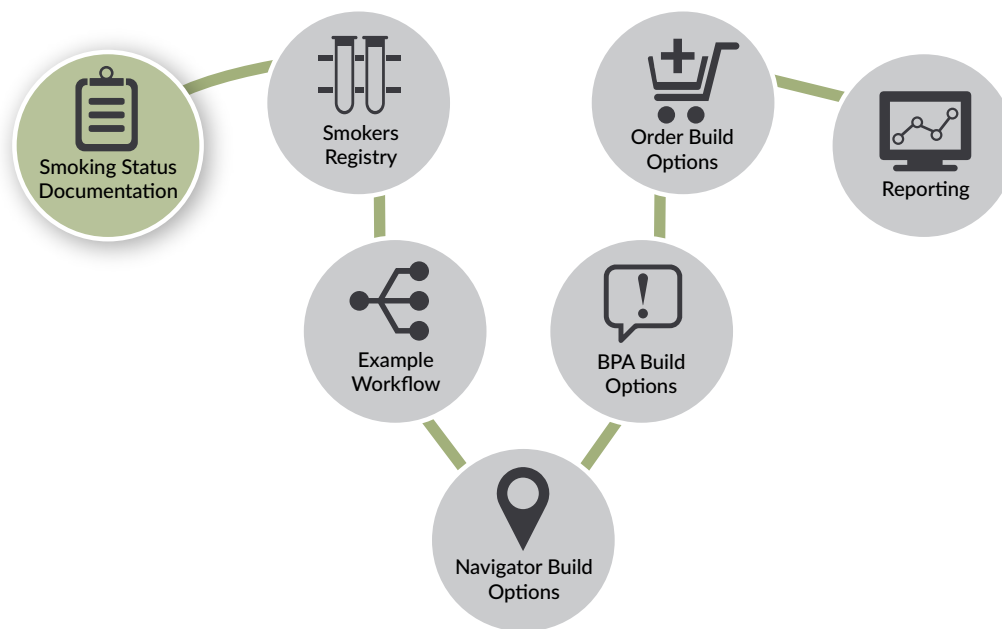 Smoking Status
Documentation
Smokers
Registry
Example
Workflow
Navigator Build
Options
BPA Build
Options
Order Build
Options
Reporting